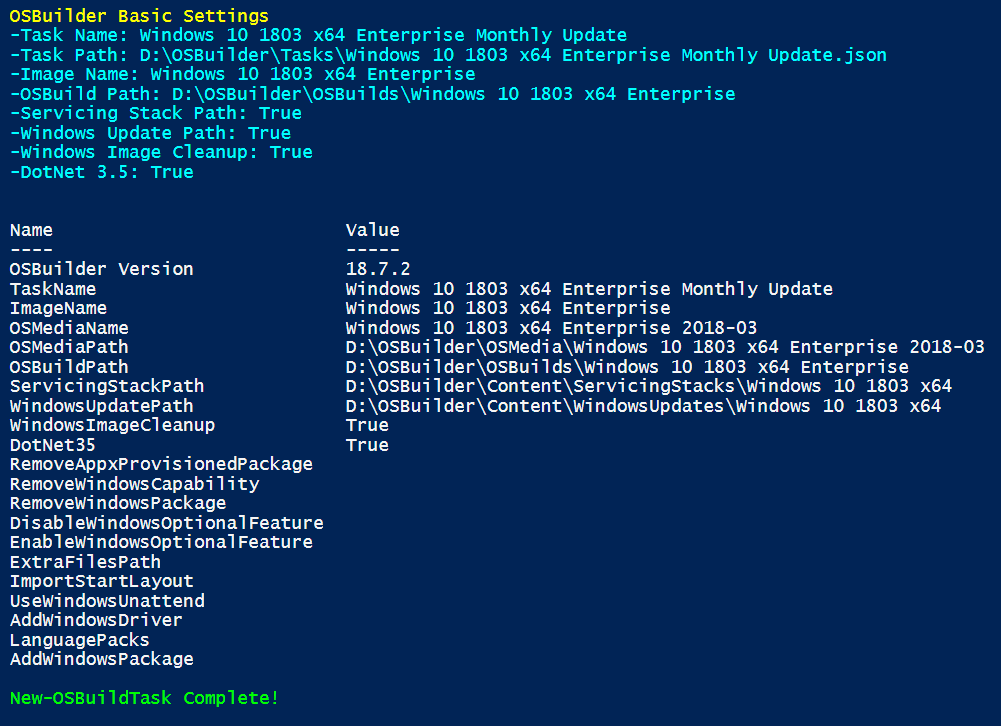 OSBuilder Basic Settings
-Task Name: Windows 10 1803 x64 Enterprise Monthly Update
-Task Path: D:\OSBuilder\Tasks\Windows 10 1803 x64 Enterprise Monthly Update.json
-Image Name: Windows 10 1803 x64 Enterprise
-OSBuild Path: D:\OSBuilder\OSBuilds\Windows 10 1803 x64 Enterprise
-Servicing Stack Path: True
-Windows Update Path: True
-Windows Image Cleanup: True
-DotNet 3.5: True
Name Value
---- -----
OSBuilder Version 18.7.2
TaskName Windows 10 1803 x64 Enterprise Monthly Update
ImageName Windows 10 1803 x64 Enterprise
OSMediaName Windows 10 1803 x64 Enterprise 2018-03
OSMediaPath D:\OSBuilder\OSMedia\Windows 10 1803 x64 Enterprise 2018-03
OSBuildPath D:\OSBuilder\OSBuilds\Windows 10 1803 x64 Enterprise
ServicingStackPath D:\OSBuilder\Content\ServicingStacks\Windows 10 1803 x64
WindowsUpdatePath D:\OSBuilder\Content\WindowsUpdates\Windows 10 1803 x64
WindowsImageCleanup True
DotNet35 True
RemoveAppxProvisionedPackage
RemoveWindowsCapability
RemoveWindowsPackage
DisableWindowsOptionalFeature
EnableWindowsOptionalFeature
ExtraFilesPath
ImportStartLayout
UseWindowsUnattend
AddWindowsDriver
LanguagePacks
AddWindowsPackage
New-OSBuildTask Complete!